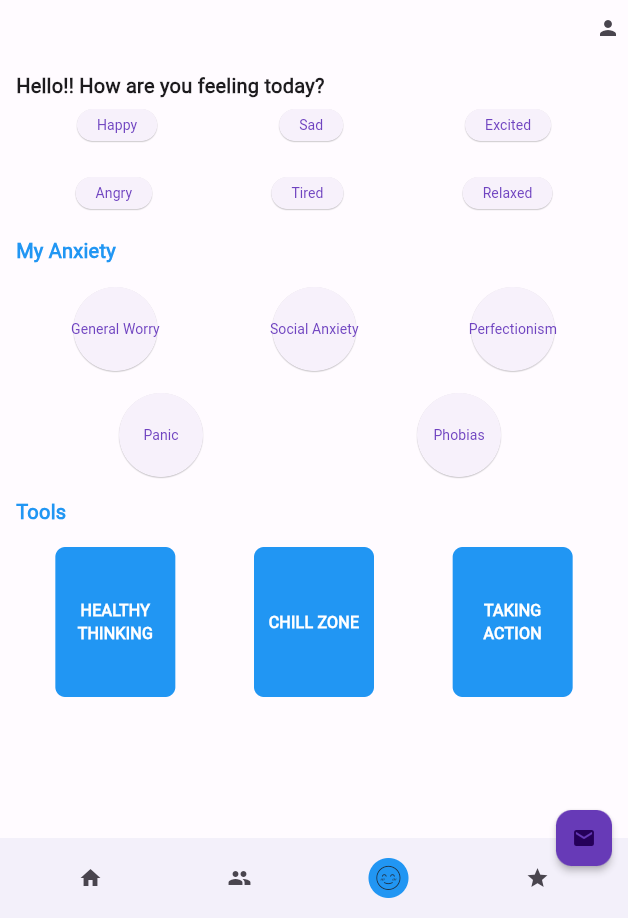 Hello!! How are you feeling today?
Happy Sad Excited
Angry Tired Relaxed
My Anxiety
General Worry Social Anxiety Perfectionism
Panic Phobias
Tools
HEALTHY THINKING
CHILL ZONE
TAKING ACTION